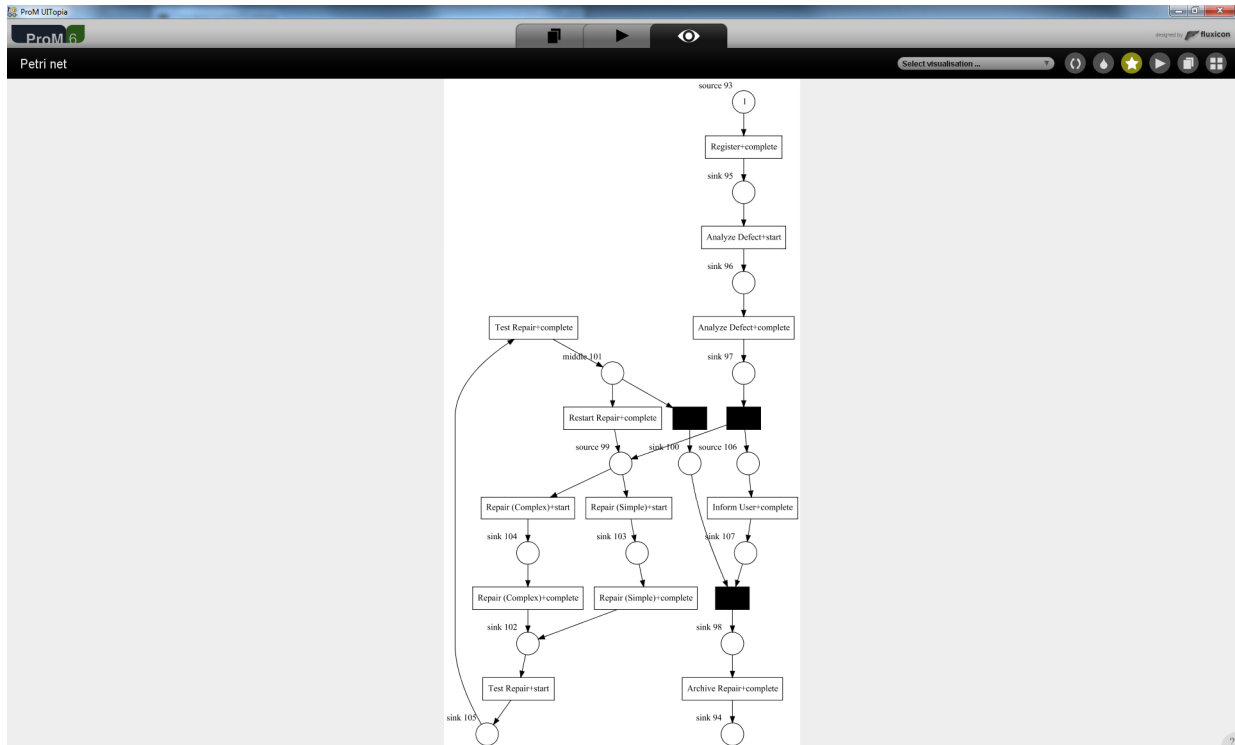 ProM UITopia
ProM 6
designed by fluxicon
Petri net
Select visualisation ...
source 93
1
Register+complete
sink 95
Analyze Defect+start
sink 96
Test Repair+complete
Analyze Defect+complete
middle 101
sink 97
Restart Repair+complete
source 99
sink 100
source 106
Repair (Complex)+start
Repair (Simple)+start
Inform User+complete
sink 104
sink 103
sink 107
Repair (Complex)+complete
Repair (Simple)+complete
sink 102
sink 98
Test Repair+start
Archive Repair+complete
sink 105
sink 94